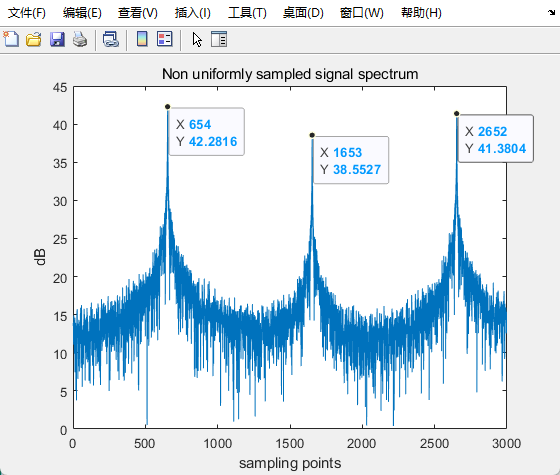 文件(F) 编辑(E) 查看(V) 插入(I) 工具(T) 桌面(D) 窗口(W) 帮助(H)
Non uniformly sampled signal spectrum
45
40
35
30
25
20
15
10
5
0
dB
X 654
Y 42.2816
X 1653
Y 38.5527
X 2652
Y 41.3804
0 500 1000 1500 2000 2500 3000
sampling points